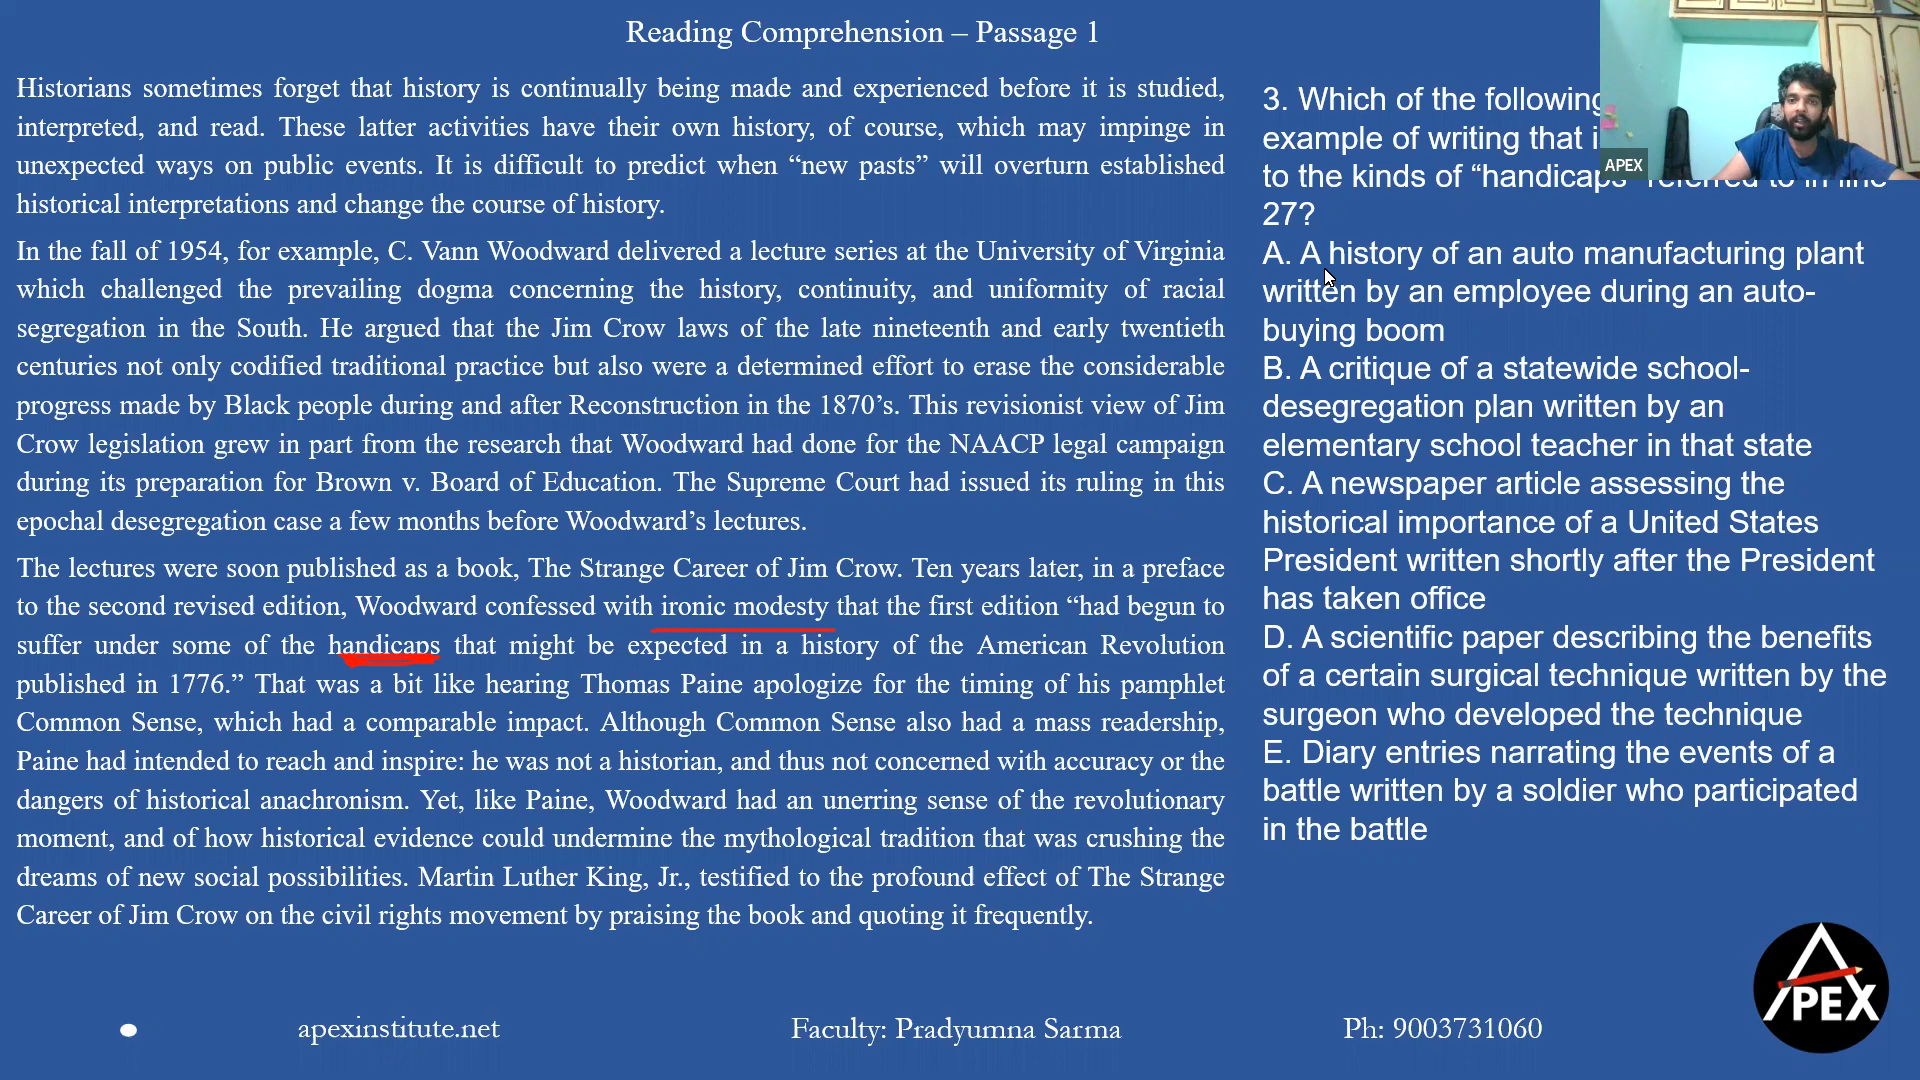 Reading Comprehension – Passage 1
Historians sometimes forget that history is continually being made and experienced before it is studied,
interpreted, and read. These latter activities have their own history, of course, which may impinge in
unexpected ways on public events. It is difficult to predict when “new pasts” will overturn established
historical interpretations and change the course of history.
In the fall of 1954, for example, C. Vann Woodward delivered a lecture series at the University of Virginia
which challenged the prevailing dogma concerning the history, continuity, and uniformity of racial
segregation in the South. He argued that the Jim Crow laws of the late nineteenth and early twentieth
centuries not only codified traditional practice but also were a determined effort to erase the considerable
progress made by Black people during and after Reconstruction in the 1870’s. This revisionist view of Jim
Crow legislation grew in part from the research that Woodward had done for the NAACP legal campaign
during its preparation for Brown v. Board of Education. The Supreme Court had issued its ruling in this
epochal desegregation case a few months before Woodward’s lectures.
The lectures were soon published as a book, The Strange Career of Jim Crow. Ten years later, in a preface
to the second revised edition, Woodward confessed with ironic modesty that the first edition “had begun to
suffer under some of the handicaps that might be expected in a history of the American Revolution
published in 1776.” That was a bit like hearing Thomas Paine apologize for the timing of his pamphlet
Common Sense, which had a comparable impact. Although Common Sense also had a mass readership,
Paine had intended to reach and inspire: he was not a historian, and thus not concerned with accuracy or the
dangers of historical anachronism. Yet, like Paine, Woodward had an unerring sense of the revolutionary
moment, and of how historical evidence could undermine the mythological tradition that was crushing the
dreams of new social possibilities. Martin Luther King, Jr., testified to the profound effect of The Strange
Career of Jim Crow on the civil rights movement by praising the book and quoting it frequently.
3. Which of the following
example of writing that
to the kinds of “handicaps” referred to in line
27?
A. A history of an auto manufacturing plant
written by an employee during an auto-
buying boom
B. A critique of a statewide school-
desegregation plan written by an
elementary school teacher in that state
C. A newspaper article assessing the
historical importance of a United States
President written shortly after the President
has taken office
D. A scientific paper describing the benefits
of a certain surgical technique written by the
surgeon who developed the technique
E. Diary entries narrating the events of a
battle written by a soldier who participated
in the battle
APEX
APEX
apexinstitute.net
Faculty: Pradyumna Sarma
Ph: 9003731060